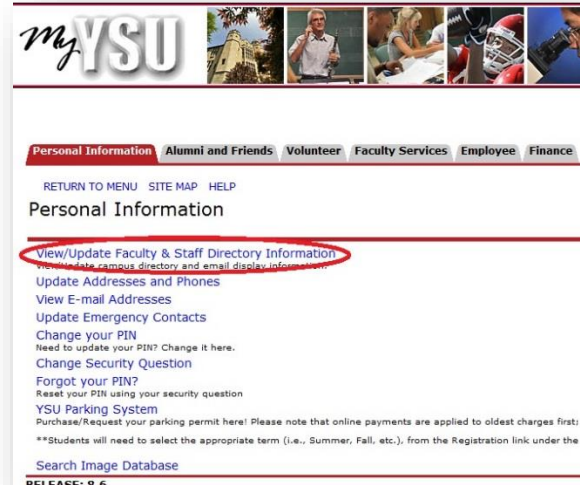 My YSU
Personal Information Alumni and Friends Volunteer Faculty Services Employee Finance
RETURN TO MENU SITE MAP HELP
Personal Information
View/Update Faculty & Staff Directory Information
View/Update campus directory and email display information.
Update Addresses and Phones
View E-mail Addresses
Update Emergency Contacts
Change your PIN
Need to update your PIN? Change it here.
Change Security Question
Forgot your PIN?
Reset your PIN using your security question
YSU Parking System
Purchase/Request your parking permit here! Please note that online payments are applied to oldest charges first;
**Students will need to select the appropriate term (i.e., Summer, Fall, etc.), from the Registration link under the
Search Image Database
RELEASE: 8.6